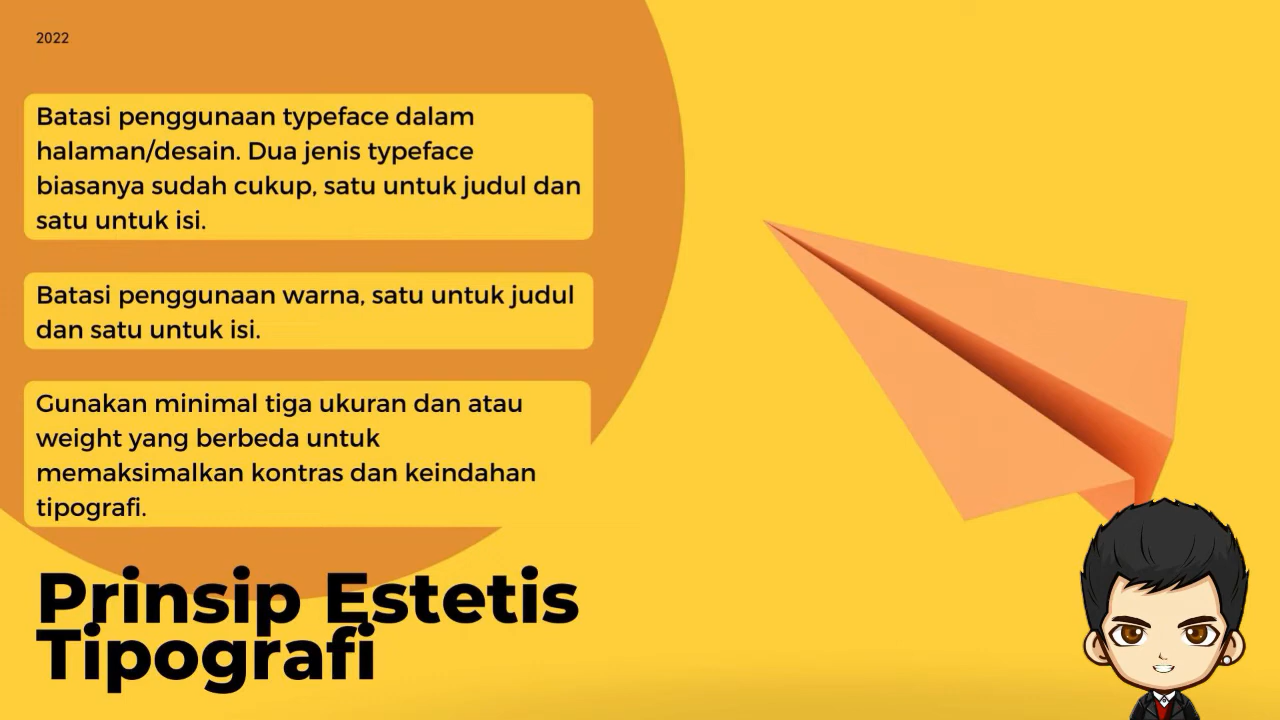 2022
Batasi penggunaan typeface dalam
halaman/desain. Dua jenis typeface
biasanya sudah cukup, satu untuk judul dan
satu untuk isi.
Batasi penggunaan warna, satu untuk judul
dan satu untuk isi.
Gunakan minimal tiga ukuran dan atau
weight yang berbeda untuk
memaksimalkan kontras dan keindahan
tipografi.
Prinsip Estetis
Tipografi